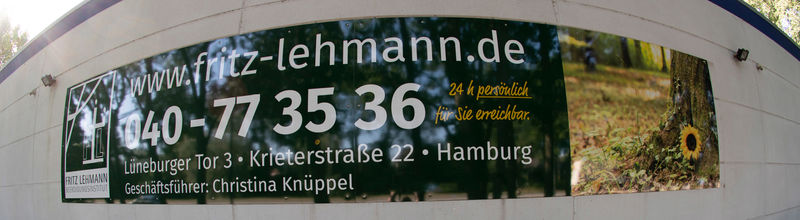 www.fritz-lehmann.de
040-77 35 36
24 h persönlich
für Sie erreichbar.
Lüneburger Tor 3 • Krieterstraße 22 • Hamburg
Geschäftsführer: Christina Knüppel
FRITZ LEHMANN
BEERDIGUNGSINSTITUT